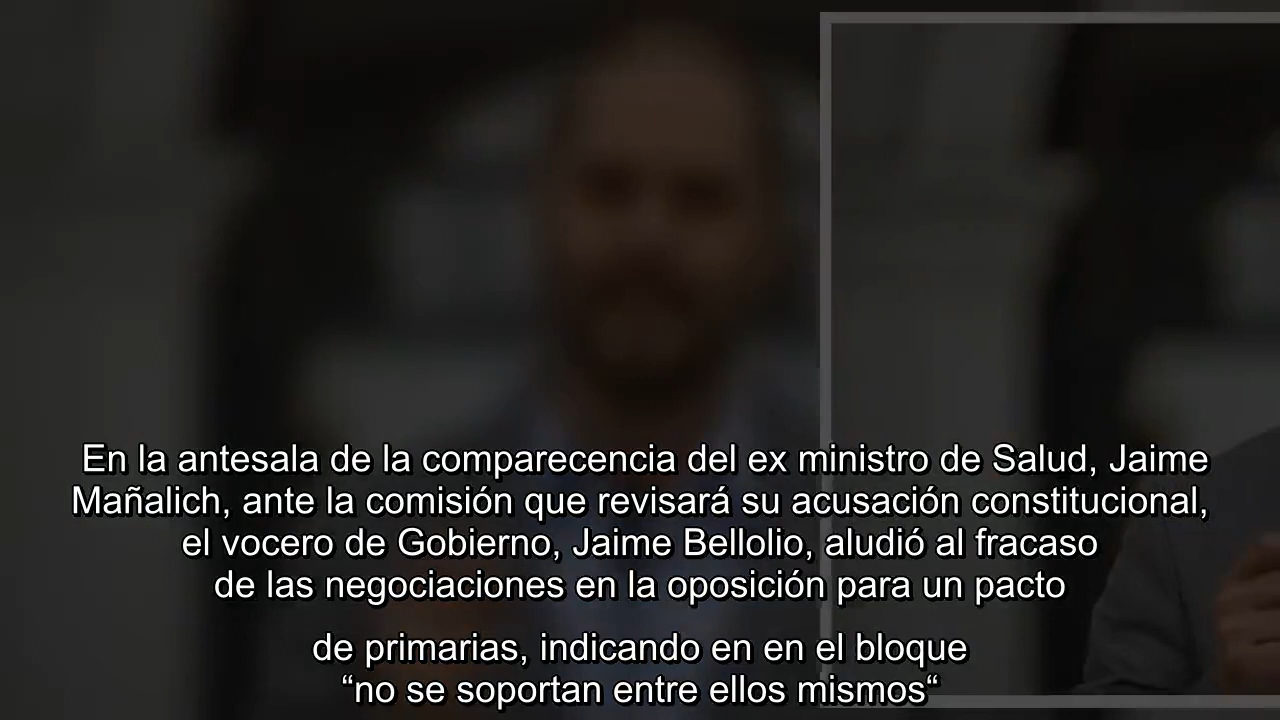 En la antesala de la comparecencia del ex ministro de Salud, Jaime
Mañalich, ante la comisión que revisará su acusación constitucional,
el vocero de Gobierno, Jaime Bellolio, aludió al fracaso
de las negociaciones en la oposición para un pacto
de primarias, indicando en en el bloque
“no se soportan entre ellos mismos“